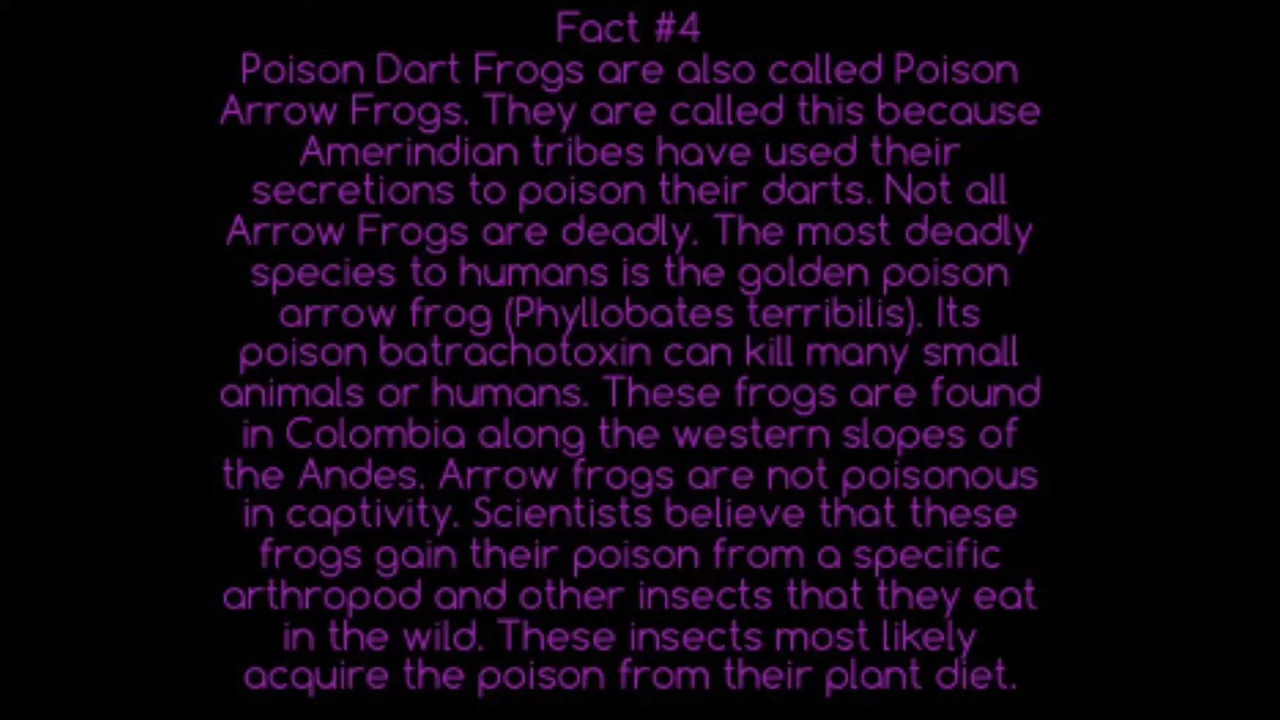 Fact #4
Poison Dart Frogs are also called Poison
Arrow Frogs. They are called this because
Amerindian tribes have used their
secretions to poison their darts. Not all
Arrow Frogs are deadly. The most deadly
species to humans is the golden poison
arrow frog (Phyllobates terribilis). Its
poison batrachotoxin can kill many small
animals or humans. These frogs are found
in Colombia along the western slopes of
the Andes. Arrow frogs are not poisonous
in captivity. Scientists believe that these
frogs gain their poison from a specific
arthropod and other insects that they eat
in the wild. These insects most likely
acquire the poison from their plant diet.